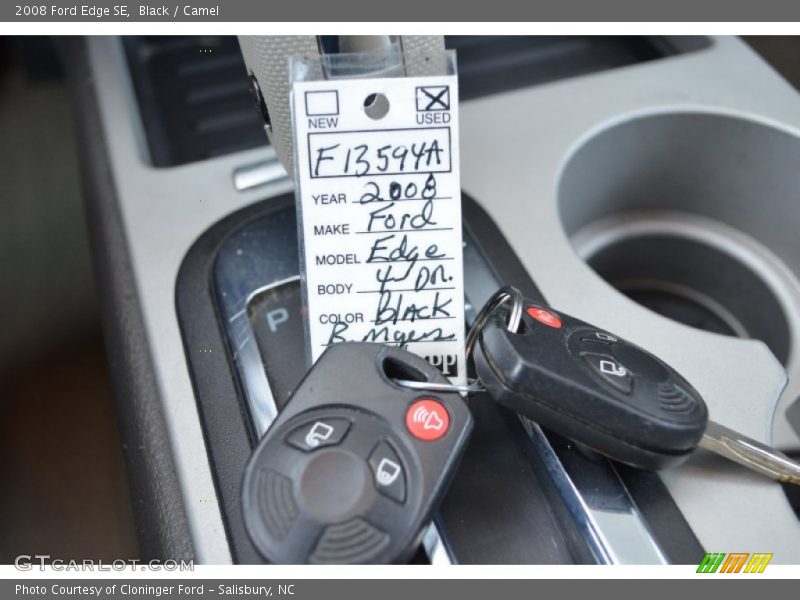 2008 Ford Edge SE, Black / Camel
NEW USED
F13594A
YEAR 2008
MAKE Ford
MODEL Edge
BODY 4 DR.
COLOR Black
B. Myers
P
GTCarLot.com
Photo Courtesy of Cloninger Ford - Salisbury, NC